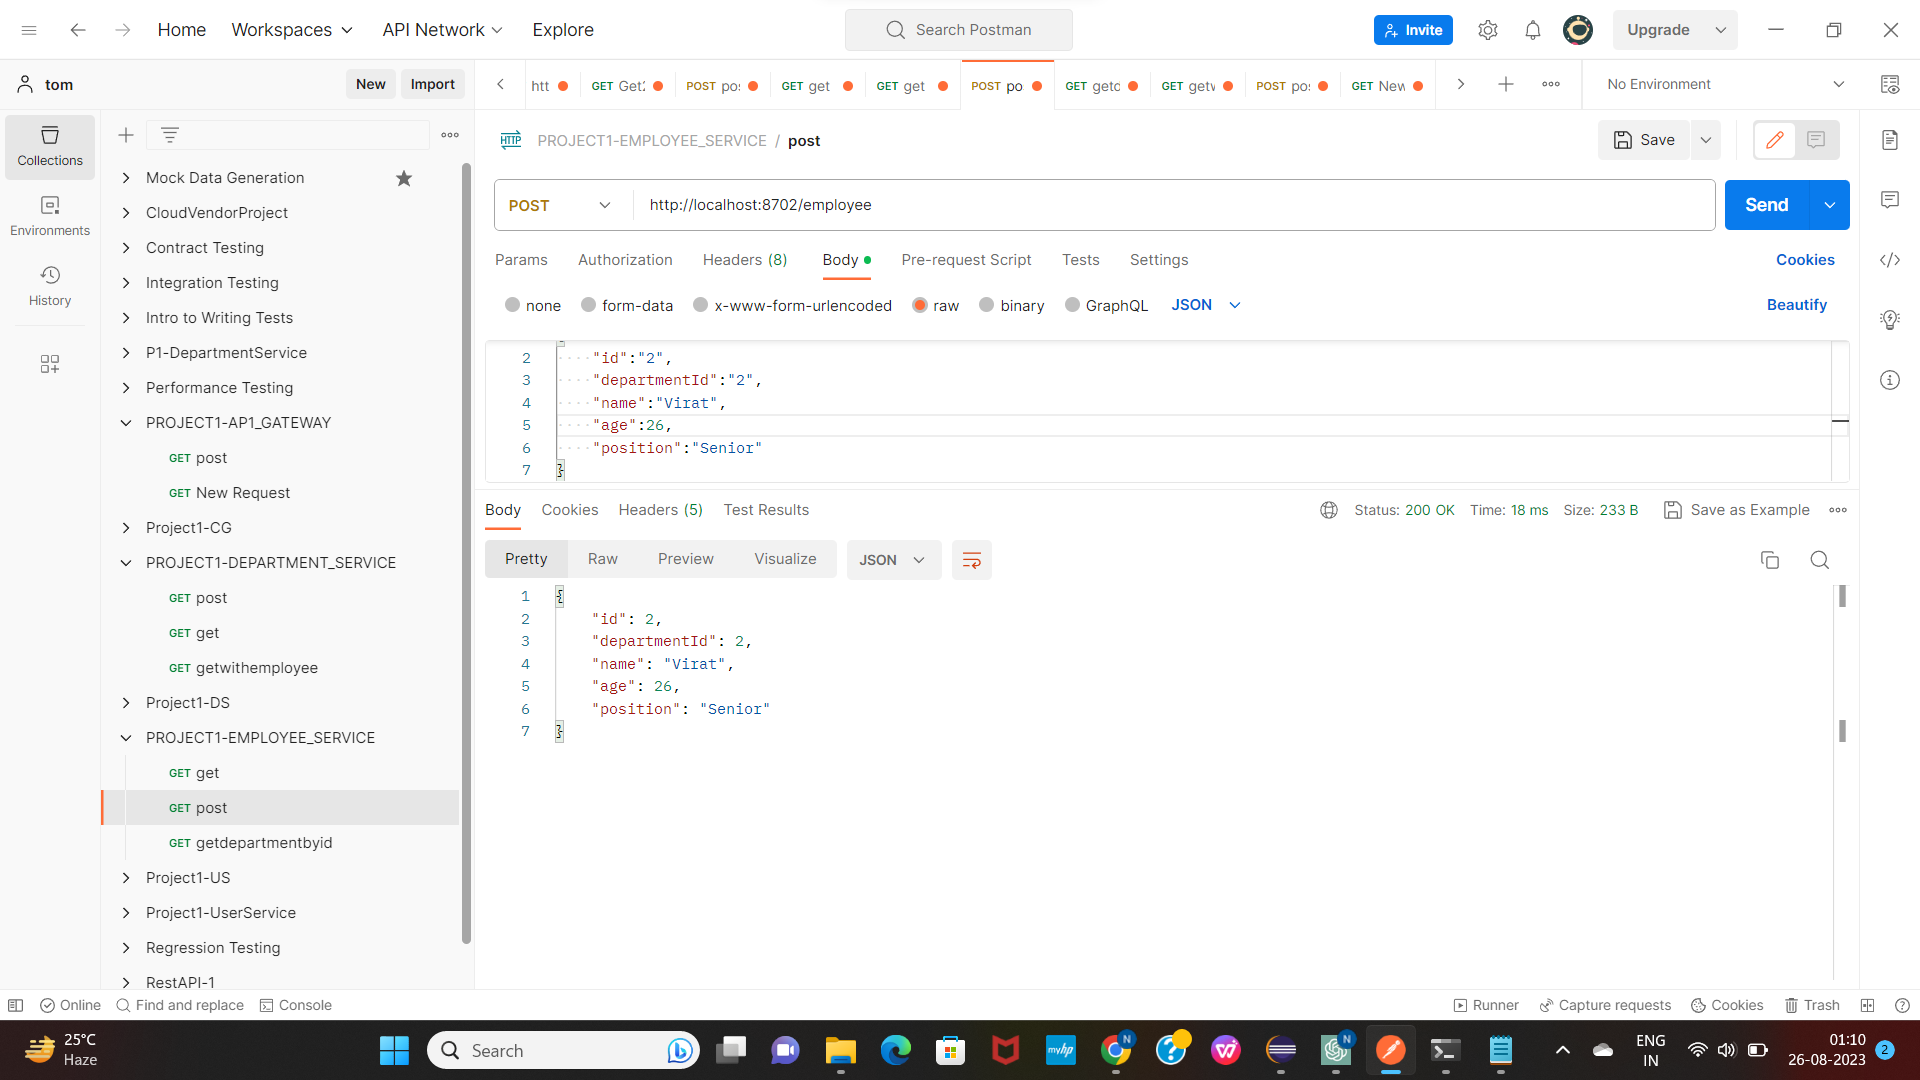 Home Workspaces API Network Explore
Search Postman
Invite
Upgrade
tom
New Import
htt
GET Get2
POST po
GET get
GET get
POST po
GET getc
GET getv
POST po
GET New
No Environment
Collections
Environments
History
Mock Data Generation
CloudVendorProject
Contract Testing
Integration Testing
Intro to Writing Tests
P1-DepartmentService
Performance Testing
PROJECT1-AP1_GATEWAY
GET post
GET New Request
Project1-CG
PROJECT1-DEPARTMENT_SERVICE
GET post
GET get
GET getwithemployee
Project1-DS
PROJECT1-EMPLOYEE_SERVICE
GET get
GET post
GET getdepartmentbyid
Project1-US
Project1-UserService
Regression Testing
RestAPI-1
HTTP PROJECT1-EMPLOYEE_SERVICE / post
Save
POST http://localhost:8702/employee
Send
Params Authorization Headers (8) Body Pre-request Script Tests Settings
Cookies
none form-data x-www-form-urlencoded raw binary GraphQL JSON
Beautify
2 "id":"2",
3 "departmentId":"2",
4 "name":"Virat",
5 "age":26,
6 "position":"Senior"
7 }
Body Cookies Headers (5) Test Results
Status: 200 OK Time: 18 ms Size: 233 B Save as Example
Pretty Raw Preview Visualize JSON
1 {
2 "id": 2,
3 "departmentId": 2,
4 "name": "Virat",
5 "age": 26,
6 "position": "Senior"
7 }
Online Find and replace Console
Runner Capture requests Cookies Trash
25°C
Haze
Search
myhp
N
N
ENG
IN
01:10
26-08-2023
2